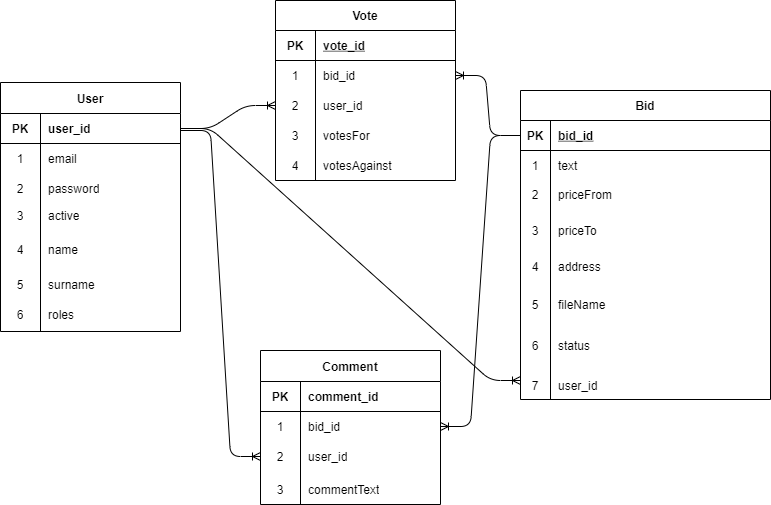 Vote
PK vote_id
1 bid_id
2 user_id
3 votesFor
4 votesAgainst
User
PK user_id
1 email
2 password
3 active
4 name
5 surname
6 roles
Bid
PK bid_id
1 text
2 priceFrom
3 priceTo
4 address
5 fileName
6 status
7 user_id
Comment
PK comment_id
1 bid_id
2 user_id
3 commentText